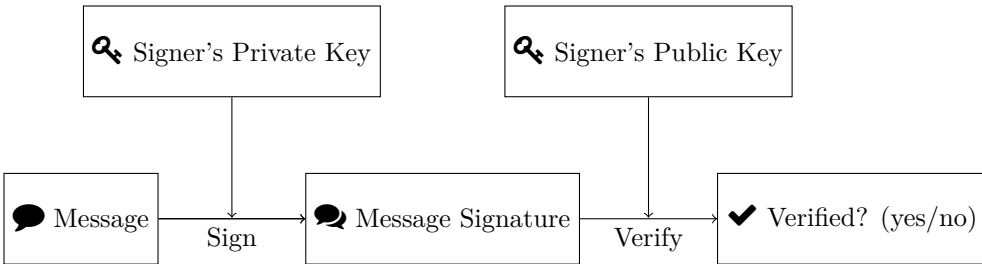 Signer's Private Key
Signer's Public Key
Message
Sign
Message Signature
Verify
Verified? (yes/no)